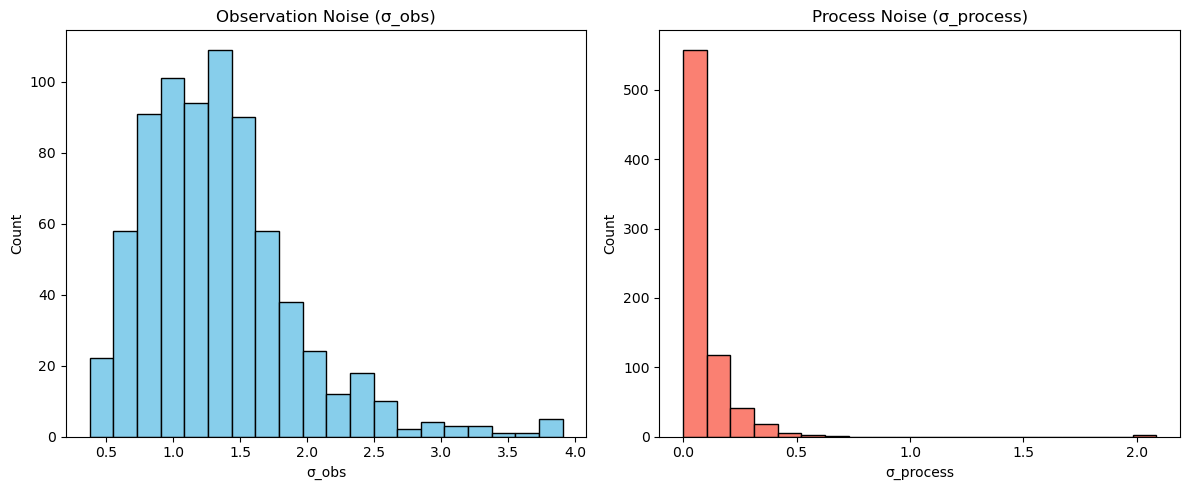 Observation Noise (σ_obs)
Count
100
80
60
40
20
0
0.5 1.0 1.5 2.0 2.5 3.0 3.5 4.0
σ_obs
Process Noise (σ_process)
Count
500
400
300
200
100
0
0.0 0.5 1.0 1.5 2.0
σ_process